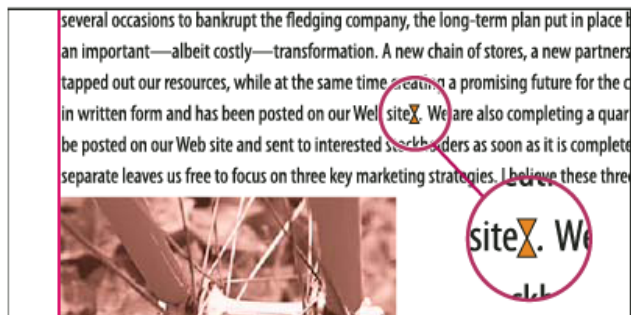 several occasions to bankrupt the fledging company, the long-term plan put in place
an important—albeit costly—transformation. A new chain of stores, a new partners
tapped out our resources, while at the same time creating a promising future for the c
in written form and has been posted on our Web site. We are also completing a quar
be posted on our Web site and sent to interested stockholders as soon as it is complete
separate leaves us free to focus on three key marketing strategies. I believe these three
site. We